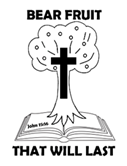 BEAR FRUIT
John 15:16
THAT WILL LAST